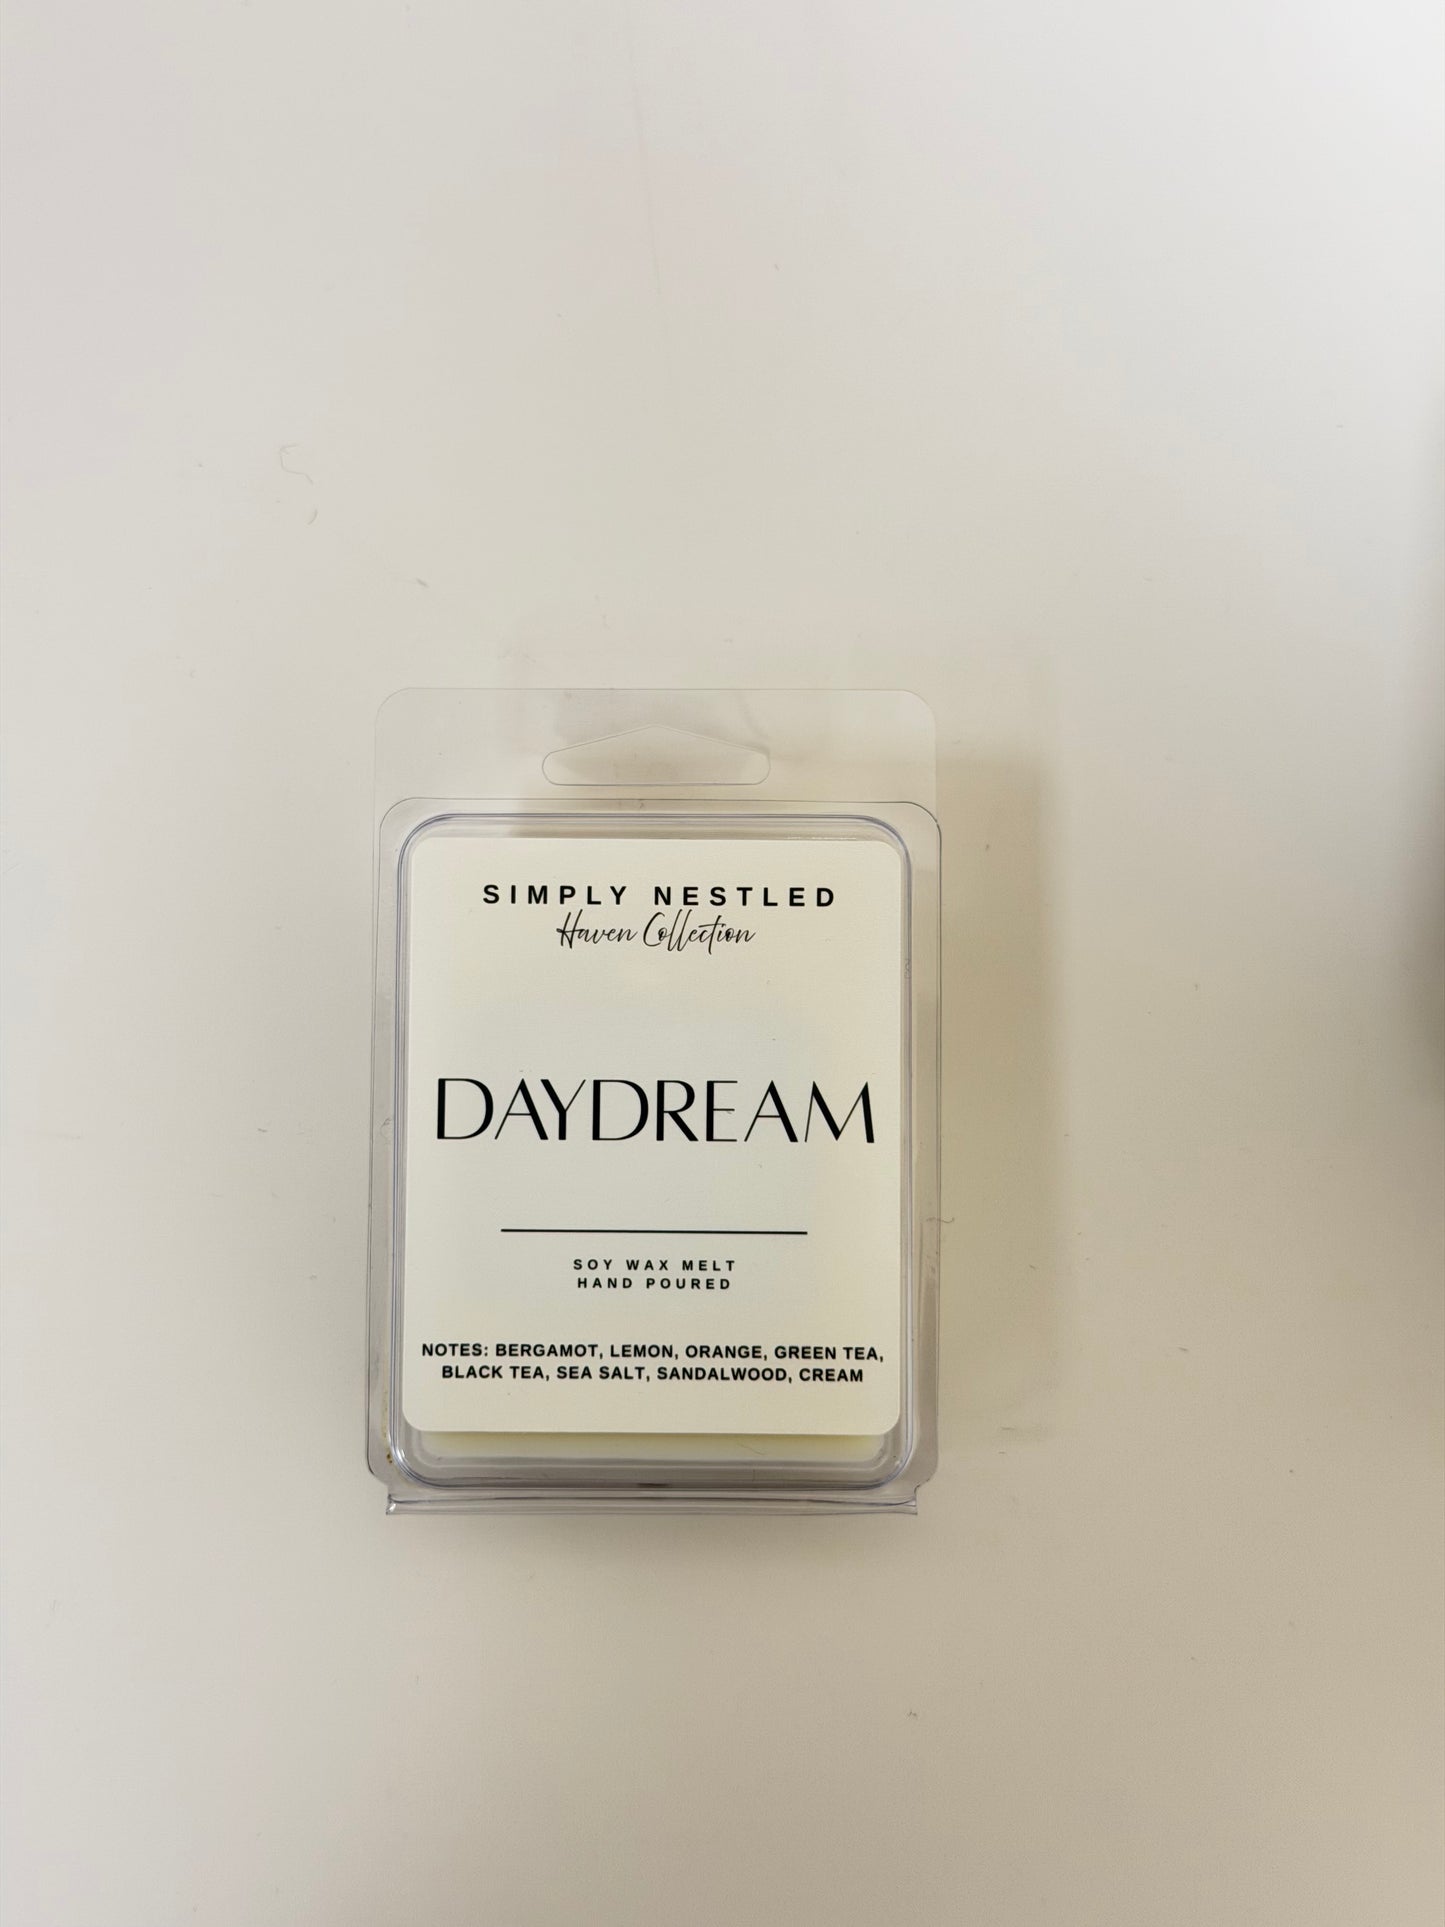 SIMPLY NESTLED
Haven Collection
DAYDREAM
SOY WAX MELT
HAND POURED
NOTES: BERGAMOT, LEMON, ORANGE, GREEN TEA,
BLACK TEA, SEA SALT, SANDALWOOD, CREAM